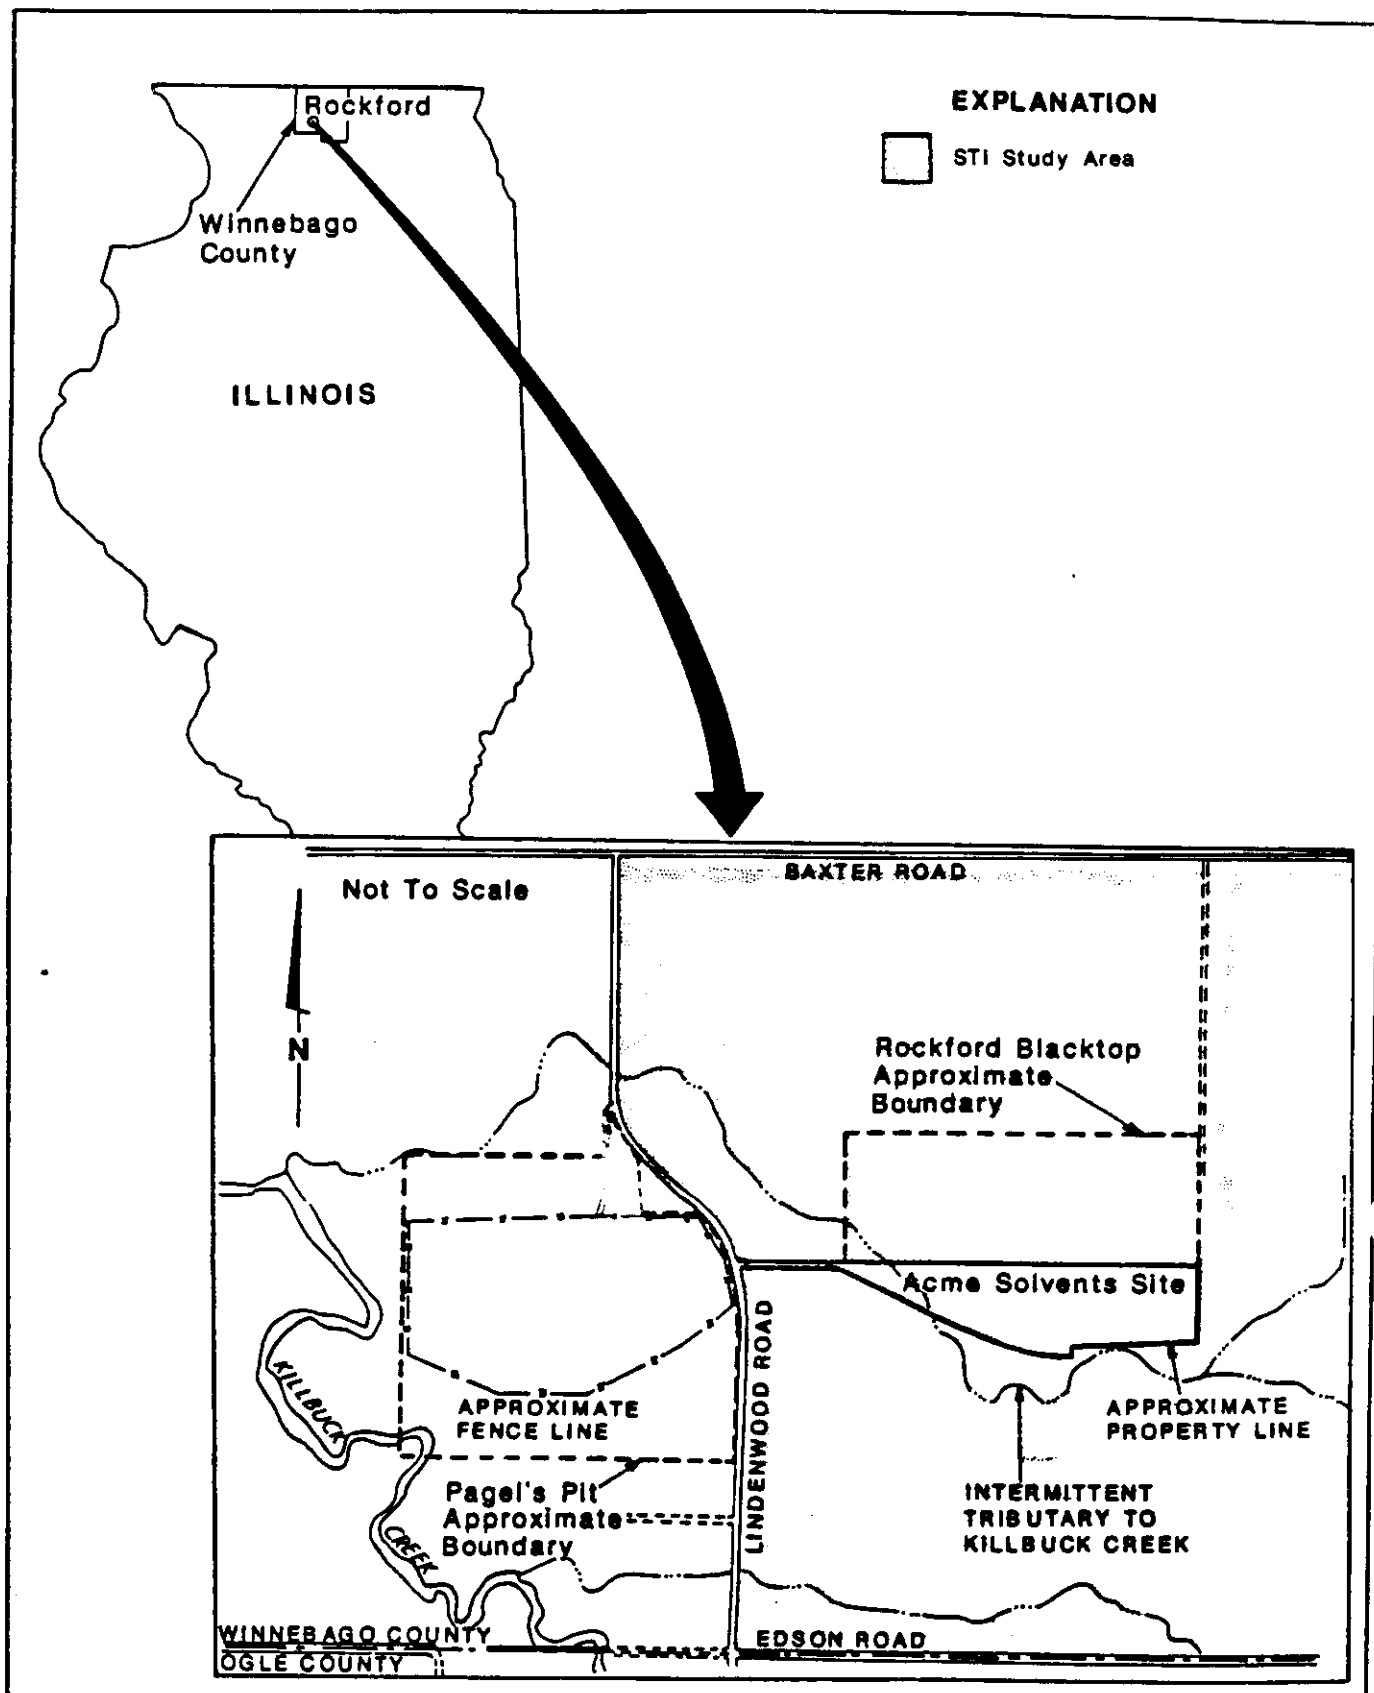 Rockford
EXPLANATION
STI Study Area
Winnebago
County
ILLINOIS
BAXTER ROAD
Not To Scale
N
Rockford Blacktop
Approximate
Boundary
Acme Solvents Site
LINDENWOOD ROAD
KILLBUCK
CREEK
APPROXIMATE
FENCE LINE
APPROXIMATE
PROPERTY LINE
Pagel's Pit
Approximate
Boundary
INTERMITTENT
TRIBUTARY TO
KILLBUCK CREEK
WINNEBAGO COUNTY
EDSON ROAD
OGLE COUNTY